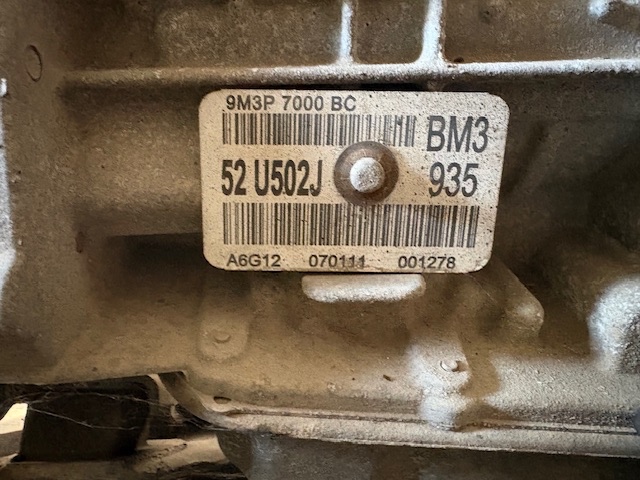 9M3P 7000 BC
BM3
52 U502J 935
A6G12 070111 001278